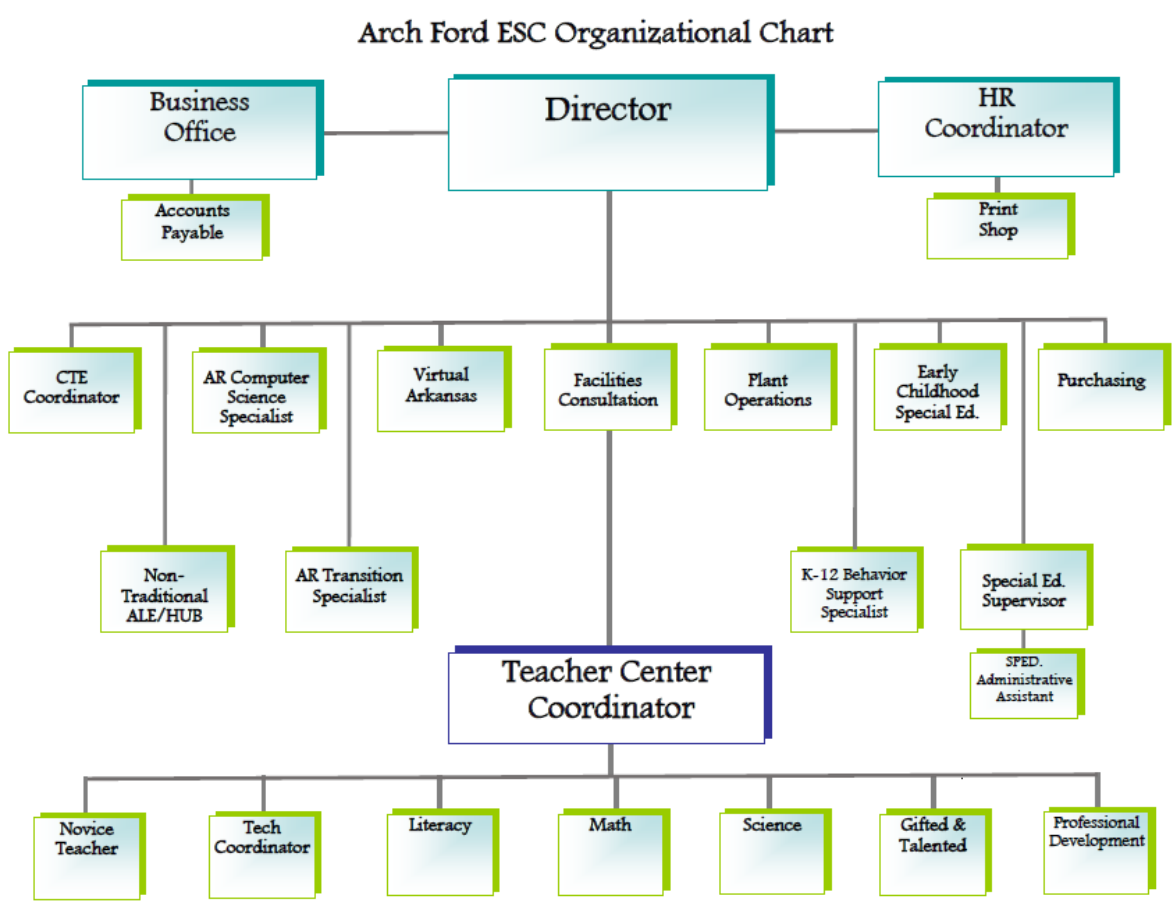 Arch Ford ESC Organizational Chart
Business
Office
Director
HR
Coordinator
Accounts
Payable
Print
Shop
CTE
Coordinator
AR Computer
Science
Specialist
Virtual
Arkansas
Facilities
Consultation
Plant
Operations
Early
Childhood
Special Ed.
Purchasing
Non-
Traditional
ALE/HUB
AR Transition
Specialist
K-12 Behavior
Support
Specialist
Special Ed.
Supervisor
SPED.
Administrative
Assistant
Teacher Center
Coordinator
Novice
Teacher
Tech
Coordinator
Literacy
Math
Science
Gifted &
Talented
Professional
Development